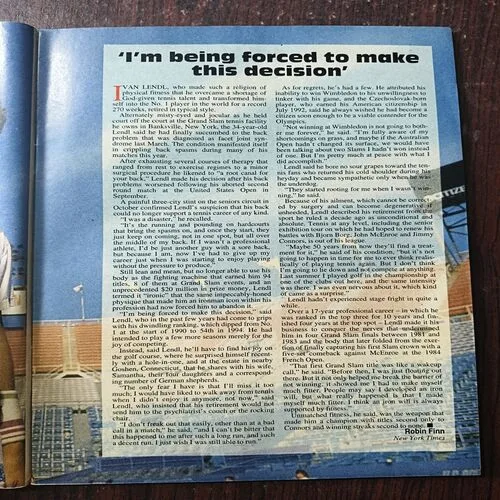 'I'm being forced to make
this decision'
IVAN LENDL, who made such a religion of
physical fitness that he overcame a shortage of
God-given tennis talent and transformed him-
self into the No. 1 player in the world for a record
270 weeks, retired in typical style.
Alternately misty-eyed and jocular as he held
court off the court at the Grand Slam tennis facility
he owns in Banksville, New York, the 34-year-old
Lendl said he had finally succumbed to the back
problem that was diagnosed as facet joint syn-
drome last March. The condition manifested itself
in crippling back spasms during many of his
matches this year.
After exhausting several courses of therapy that
ranged from rest to exercise regimes to a minor
surgical procedure he likened to "a root canal for
your back," Lendl made his decision after his back
problems worsened following his aborted second
round match at the United States Open in
September.
A painful three-city stint on the seniors circuit in
October confirmed Lendl's suspicion that his back
could no longer support a tennis career of any kind.
"I was a disaster," he recalled.
"It's the running and pounding on hardcourts
that bring the spasms on, and once they start, they
just keep on coming, not at one spot, but all over
the middle of my back. If I wasn't a professional
athlete, I'd be just another guy with a sore back,
but because I am, now I've had to give up my
career just when I was starting to enjoy playing
without the pressure to produce."
Still lean and mean, but no longer able to use his
body as the fighting machine that earned him 94
titles, 8 of them at Grand Slam events, and an
unprecedented $20 million in prize money, Lendl
termed it "ironic" that the same impeccably honed
physique that made him an ironman icon within his
profession had now forced him from it.
"I'm being forced to make this decision," said
Lendl, who in the past few years had come to grips
with his dwindling ranking, which dipped from No.
1 at the start of 1990 to 54th in 1994. He had
intended to play a few more seasons merely for the
joy of competing.
Instead, said Lendl, he'll have to find his joy on
the golf course, where he surprised himself recent-
ly with a hole-in-one, and at the estate in nearby
Goshen, Connecticut, that he shares with his wife,
Samantha, their four daughters and a correspond-
ing number of German shepherds.
"The only fear I have is that I'll miss it too
much; I would have liked to walk away from tennis
when I didn't enjoy it anymore, not now," said
Lendl, who insisted that his retirement would not
send him to the psychiatrist's couch or the rocking
chair.
"I don't freak out that easily, other than at a bad
call in a match," he said, "and I can't be bitter that
this happened to me after such a long run, and such
a decent run. I just wish I was still able to run."
As for regrets, he's had a few. He attributed his
inability to win Wimbledon to his unwillingness to
tinker with his game, and the Czechoslovak-born
player, who earned his American citizenship in
July 1992, said he always wished he had become a
citizen soon enough to be a viable contender for the
Olympics.
"Not winning at Wimbledon is going to both-
er me forever," he said. "I'm fully aware of my
shortcomings on grass, and maybe if the Australian
Open hadn't changed its surface, we would have
been talking about two Slams I hadn't won instead
of one. But I'm pretty much at peace with what I
did accomplish."
Lendl said he bore no sour grapes toward the ten-
nis fans who returned his cold shoulder during his
heyday and became sympathetic only when he was
the underdog.
"They started rooting for me when I wasn't win-
ning," he said.
Because of his ailment, which cannot be correct-
ed by surgery and can become degenerative if
unheeded, Lendl described his retirement from the
sport he ruled a decade ago as unconditional and
absolute. Tennis at any level, including the senior
exhibition tour on which he had hoped to renew his
battles with Bjorn Borg, John McEnroe and Jimmy
Connors, is out of his league.
"Maybe 50 years from now they'll find a treat-
ment for it," he said of his condition, "but it's not
going to happen in time for me to ever think realis-
tically of playing tennis again. But I don't think
I'm going to lie down and not compete at anything.
Last summer I played golf in the championship at
one of the clubs out here, and the same intensity
was there. I was even nervous about it, which kind
of came as a surprise."
Lendl hadn't experienced stage fright in quite a
while.
Over a 17-year professional career – in which he
was ranked in the top three for 10 years and fin-
ished four years at the top spot – Lendl made it his
business to conquer the nerves that undermined
him in four Grand Slam finals between 1981 and
1983 and the body that later folded from the exer-
tion of finally capturing his first Slam crown with a
five-set comeback against McEnroe at the 1984
French Open.
"That first Grand Slam title was like a wake-up
call," he said. "Before then, I was just floating out
there. But it not only helped me break the barrier of
not winning; it showed me I had to make myself
much fitter. People may say I developed an iron
will, but what really happened is that I made
myself much fitter. I think an iron will is always
supported by fitness."
matched fitness, he said, was the weapon that
made him a champion with titles second only to
Connors and winning streaks second to none.
Robin Finn
New York Times
CITIZE